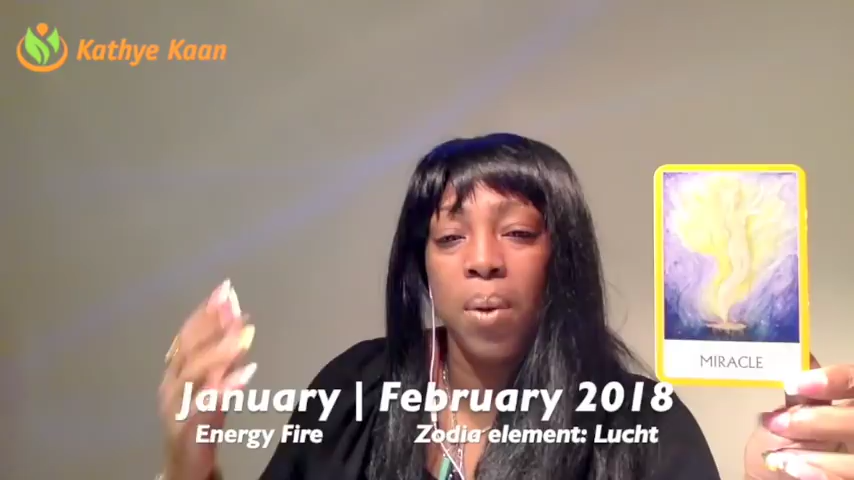 Kathye Kaan
MIRACLE
January | February 2018
Energy Fire
Zodia element: Lucht